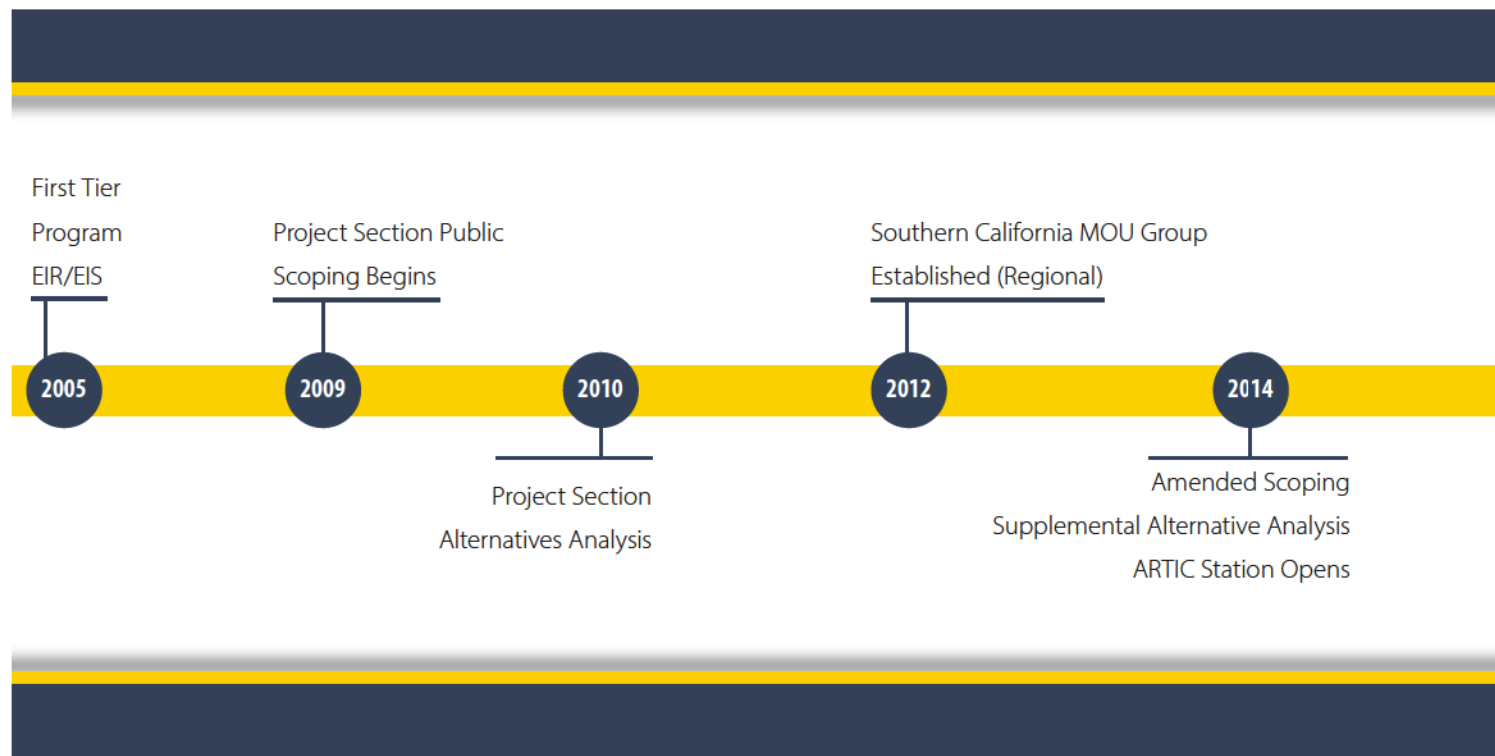 First Tier
Program
EIR/EIS
Project Section Public
Scoping Begins
Southern California MOU Group
Established (Regional)
2005
2009
2010
2012
2014
Project Section
Alternatives Analysis
Amended Scoping
Supplemental Alternative Analysis
ARTIC Station Opens